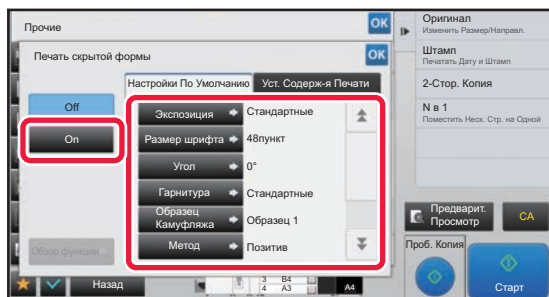 Прочие
OK
Печать скрытой формы
OK
Настройки По Умолчанию
Уст. Содерж-я Печати
Off
On
Экспозиция
Стандартные
Размер шрифта
48пункт
Угол
0°
Гарнитура
Стандартные
Образец
Камуфляжа
Образец 1
Метод
Позитив
Обзор функции
Назад
3 B4
4 A3
A4
Оригинал
Изменить Размер/Направл.
Штамп
Печатать Дату и Штамп
2-Стор. Копия
N в 1
Поместить Неск. Стр. на Одной
Предварит.
Просмотр
CA
Проб. Копия
Старт